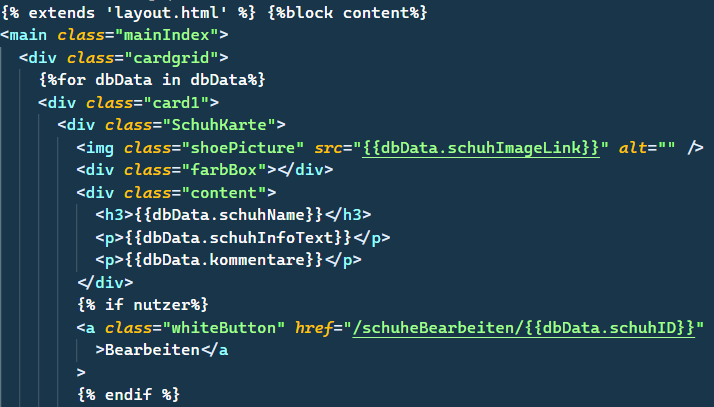 {% extends 'layout.html' %} {%block content%}
<main class="mainIndex">
<div class="cardgrid">
{%for dbData in dbData%}
<div class="card1">
<div class="SchuhKarte">
<img class="shoePicture" src="{{dbData.schuhImageLink}}" alt="" />
<div class="farbBox"></div>
<div class="content">
<h3>{{dbData.schuhName}}</h3>
<p>{{dbData.schuhInfoText}}</p>
<p>{{dbData.kommentare}}</p>
</div>
{% if nutzer%}
<a class="whiteButton" href="/schuheBearbeiten/{{dbData.schuhID}}"
>Bearbeiten</a
>
{% endif %}